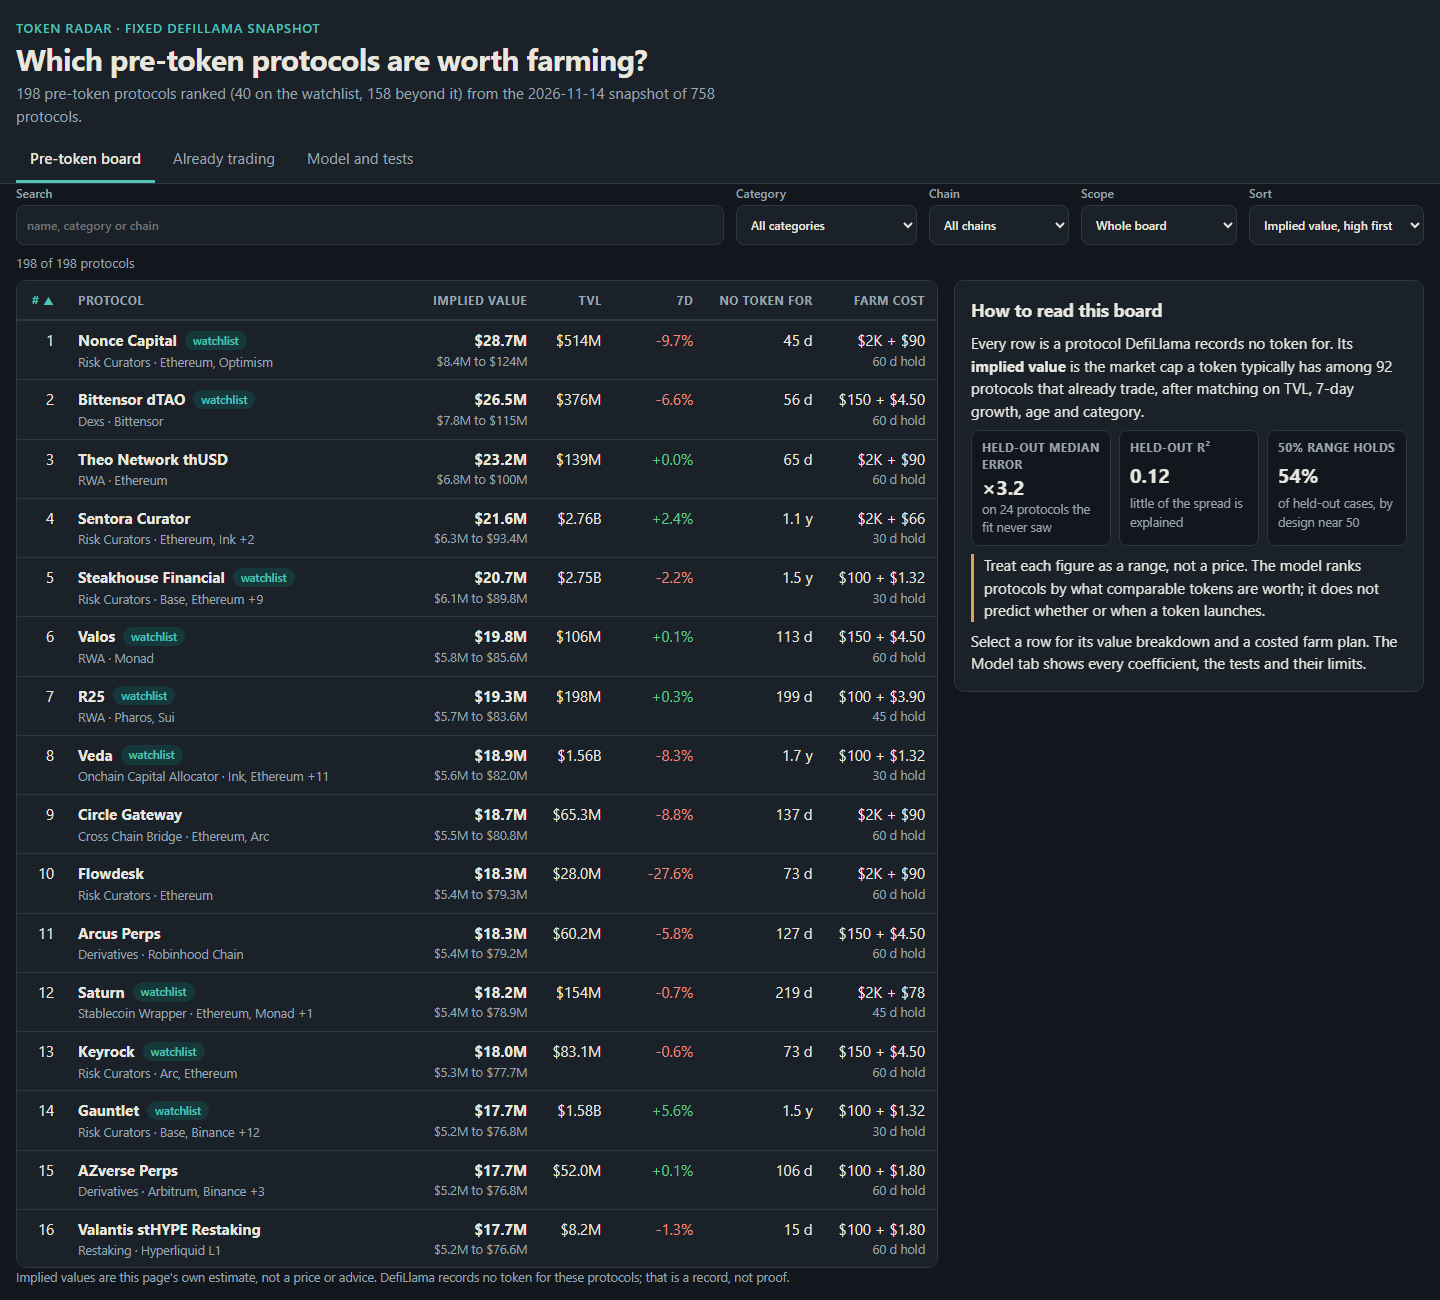 TOKEN RADAR · FIXED DEFILLAMA SNAPSHOT
Which pre-token protocols are worth farming?
198 pre-token protocols ranked (40 on the watchlist, 158 beyond it) from the 2026-11-14 snapshot of 758
protocols.
Pre-token board Already trading Model and tests
Search Category Chain Scope Sort
name, category or chain All categories All chains Whole board Implied value, high first
198 of 198 protocols
# ▲ PROTOCOL IMPLIED VALUE TVL 7D NO TOKEN FOR FARM COST
1 Nonce Capital watchlist $28.7M $514M -9.7% 45 d $2K + $90
Risk Curators · Ethereum, Optimism $8.4M to $124M 60 d hold
2 Bittensor dTAO watchlist $26.5M $376M -6.6% 56 d $150 + $4.50
Dexs · Bittensor $7.8M to $115M 60 d hold
3 Theo Network thUSD $23.2M $139M +0.0% 65 d $2K + $90
RWA · Ethereum $6.8M to $100M 60 d hold
4 Sentora Curator $21.6M $2.76B +2.4% 1.1 y $2K + $66
Risk Curators · Ethereum, Ink +2 $6.3M to $93.4M 30 d hold
5 Steakhouse Financial watchlist $20.7M $2.75B -2.2% 1.5 y $100 + $1.32
Risk Curators · Base, Ethereum +9 $6.1M to $89.8M 30 d hold
6 Valos watchlist $19.8M $106M +0.1% 113 d $150 + $4.50
RWA · Monad $5.8M to $85.6M 60 d hold
7 R25 watchlist $19.3M $198M +0.3% 199 d $100 + $3.90
RWA · Pharos, Sui $5.7M to $83.6M 45 d hold
8 Veda watchlist $18.9M $1.56B -8.3% 1.7 y $100 + $1.32
Onchain Capital Allocator · Ink, Ethereum +11 $5.6M to $82.0M 30 d hold
9 Circle Gateway $18.7M $65.3M -8.8% 137 d $2K + $90
Cross Chain Bridge · Ethereum, Arc $5.5M to $80.8M 60 d hold
10 Flowdesk $18.3M $28.0M -27.6% 73 d $2K + $90
Risk Curators · Ethereum $5.4M to $79.3M 60 d hold
11 Arcus Perps $18.3M $60.2M -5.8% 127 d $150 + $4.50
Derivatives · Robinhood Chain $5.4M to $79.2M 60 d hold
12 Saturn watchlist $18.2M $154M -0.7% 219 d $2K + $78
Stablecoin Wrapper · Ethereum, Monad +1 $5.4M to $78.9M 45 d hold
13 Keyrock watchlist $18.0M $83.1M -0.6% 73 d $150 + $4.50
Risk Curators · Arc, Ethereum $5.3M to $77.7M 60 d hold
14 Gauntlet watchlist $17.7M $1.58B +5.6% 1.5 y $100 + $1.32
Risk Curators · Base, Binance +12 $5.2M to $76.8M 30 d hold
15 AZverse Perps $17.7M $52.0M +0.1% 106 d $100 + $1.80
Derivatives · Arbitrum, Binance +3 $5.2M to $76.8M 60 d hold
16 Valantis stHYPE Restaking $17.7M $8.2M -1.3% 15 d $100 + $1.80
Restaking · Hyperliquid L1 $5.2M to $76.6M 60 d hold
Implied values are this page's own estimate, not a price or advice. DefiLlama records no token for these protocols; that is a record, not proof.
How to read this board
Every row is a protocol DefiLlama records no token for. Its
implied value is the market cap a token typically has among 92
protocols that already trade, after matching on TVL, 7-day
growth, age and category.
HELD-OUT MEDIAN
ERROR
×3.2
on 24 protocols the
fit never saw
HELD-OUT R²
0.12
little of the spread is
explained
50% RANGE HOLDS
54%
of held-out cases, by
design near 50
Treat each figure as a range, not a price. The model ranks
protocols by what comparable tokens are worth; it does not
predict whether or when a token launches.
Select a row for its value breakdown and a costed farm plan. The
Model tab shows every coefficient, the tests and their limits.